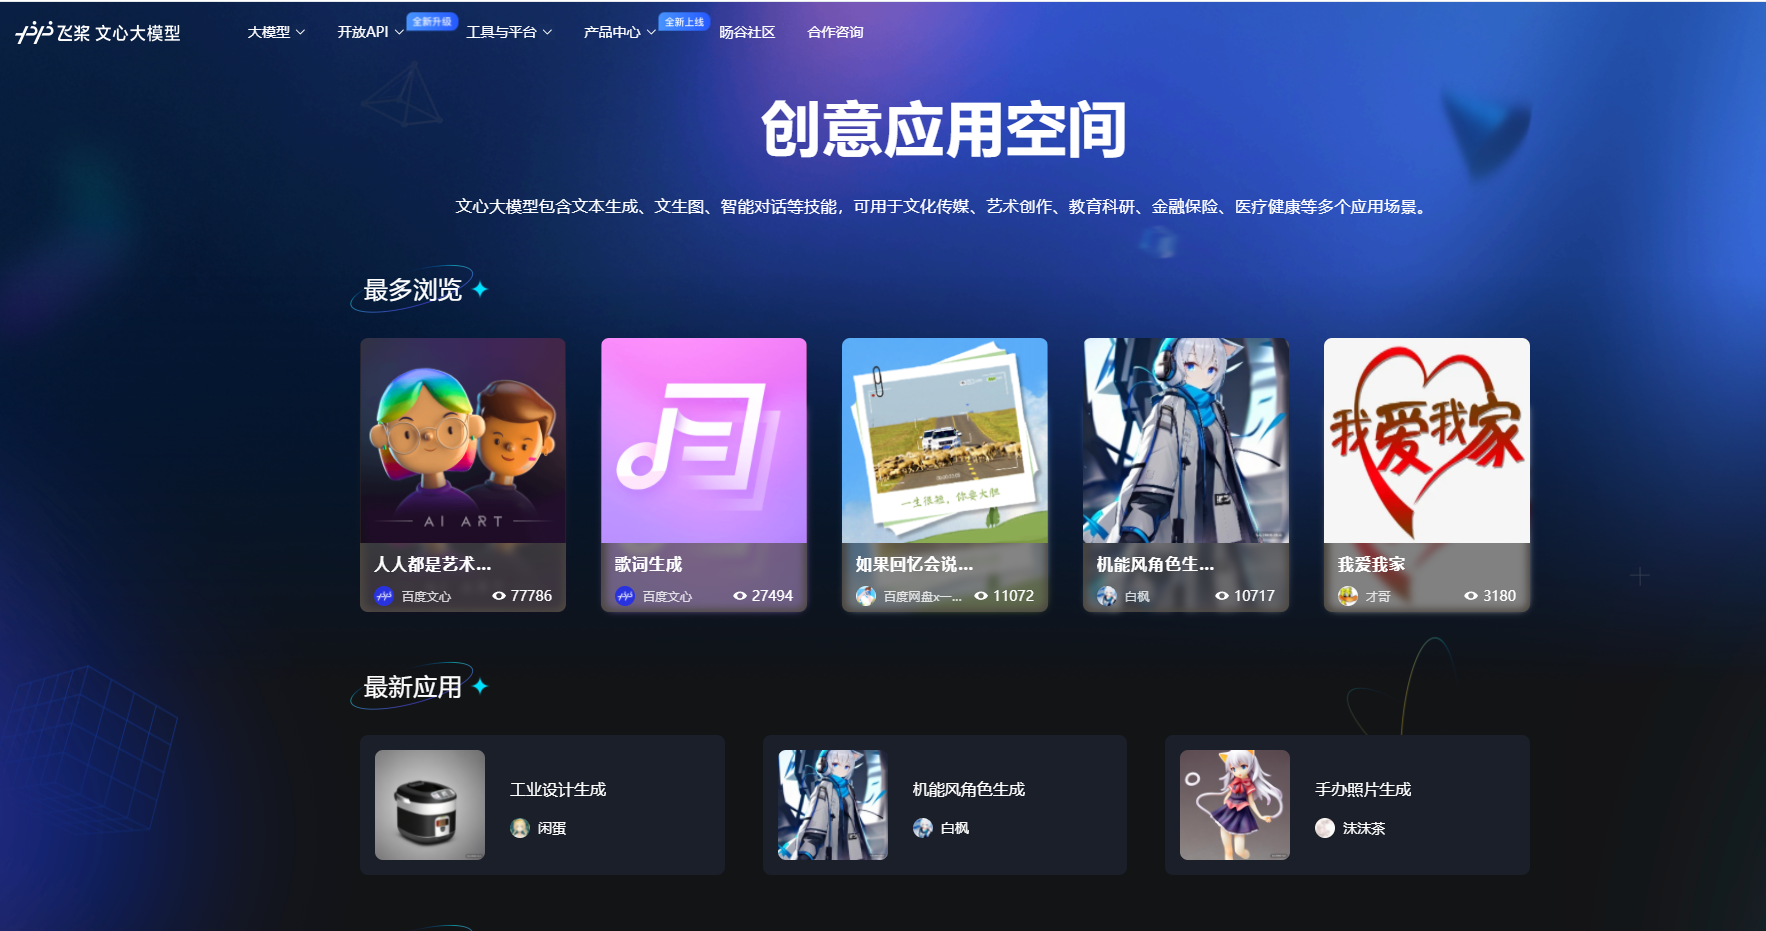 飞桨 文心大模型
大模型
开放API
全新升级
工具与平台
产品中心
全新上线
旸谷社区
合作咨询
创意应用空间
文心大模型包含文本生成、文生图、智能对话等技能，可用于文化传媒、艺术创作、教育科研、金融保险、医疗健康等多个应用场景。
最多浏览
AI ART
人人都是艺术...
百度文心
77786
歌词生成
百度文心
27494
一生很短，你要大胆
如果回忆会说...
百度网盘x一...
11072
机能风角色生...
白枫
10717
我爱我家
我爱我家
才哥
3180
最新应用
工业设计生成
闲蛋
机能风角色生成
白枫
手办照片生成
沫沫茶